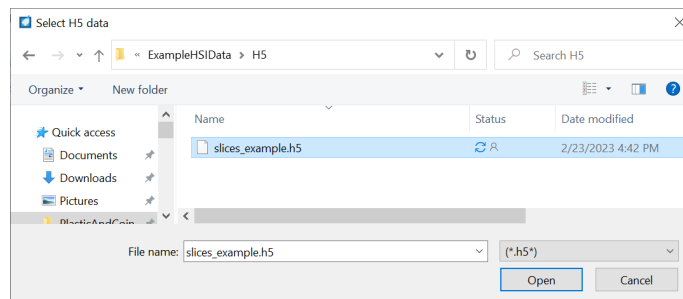 Select H5 data
« ExampleHSIData > H5
Search H5
Organize
New folder
Name Status Date modified
Quick access
Documents
Downloads
Pictures
PlasticAndCoin
slices_example.h5 2/23/2023 4:42 PM
File name: slices_example.h5 (*.h5*)
Open Cancel